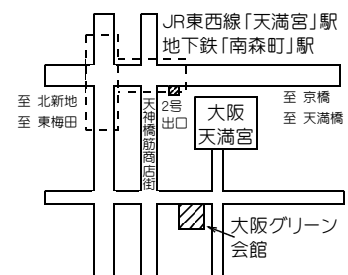 JR東西線「天満宮」駅
地下鉄「南森町」駅
至 北新地
至 東梅田
天神橋筋商店街
2号
出口
大阪
天満宮
至 京橋
至 天満橋
大阪グリーン
会館